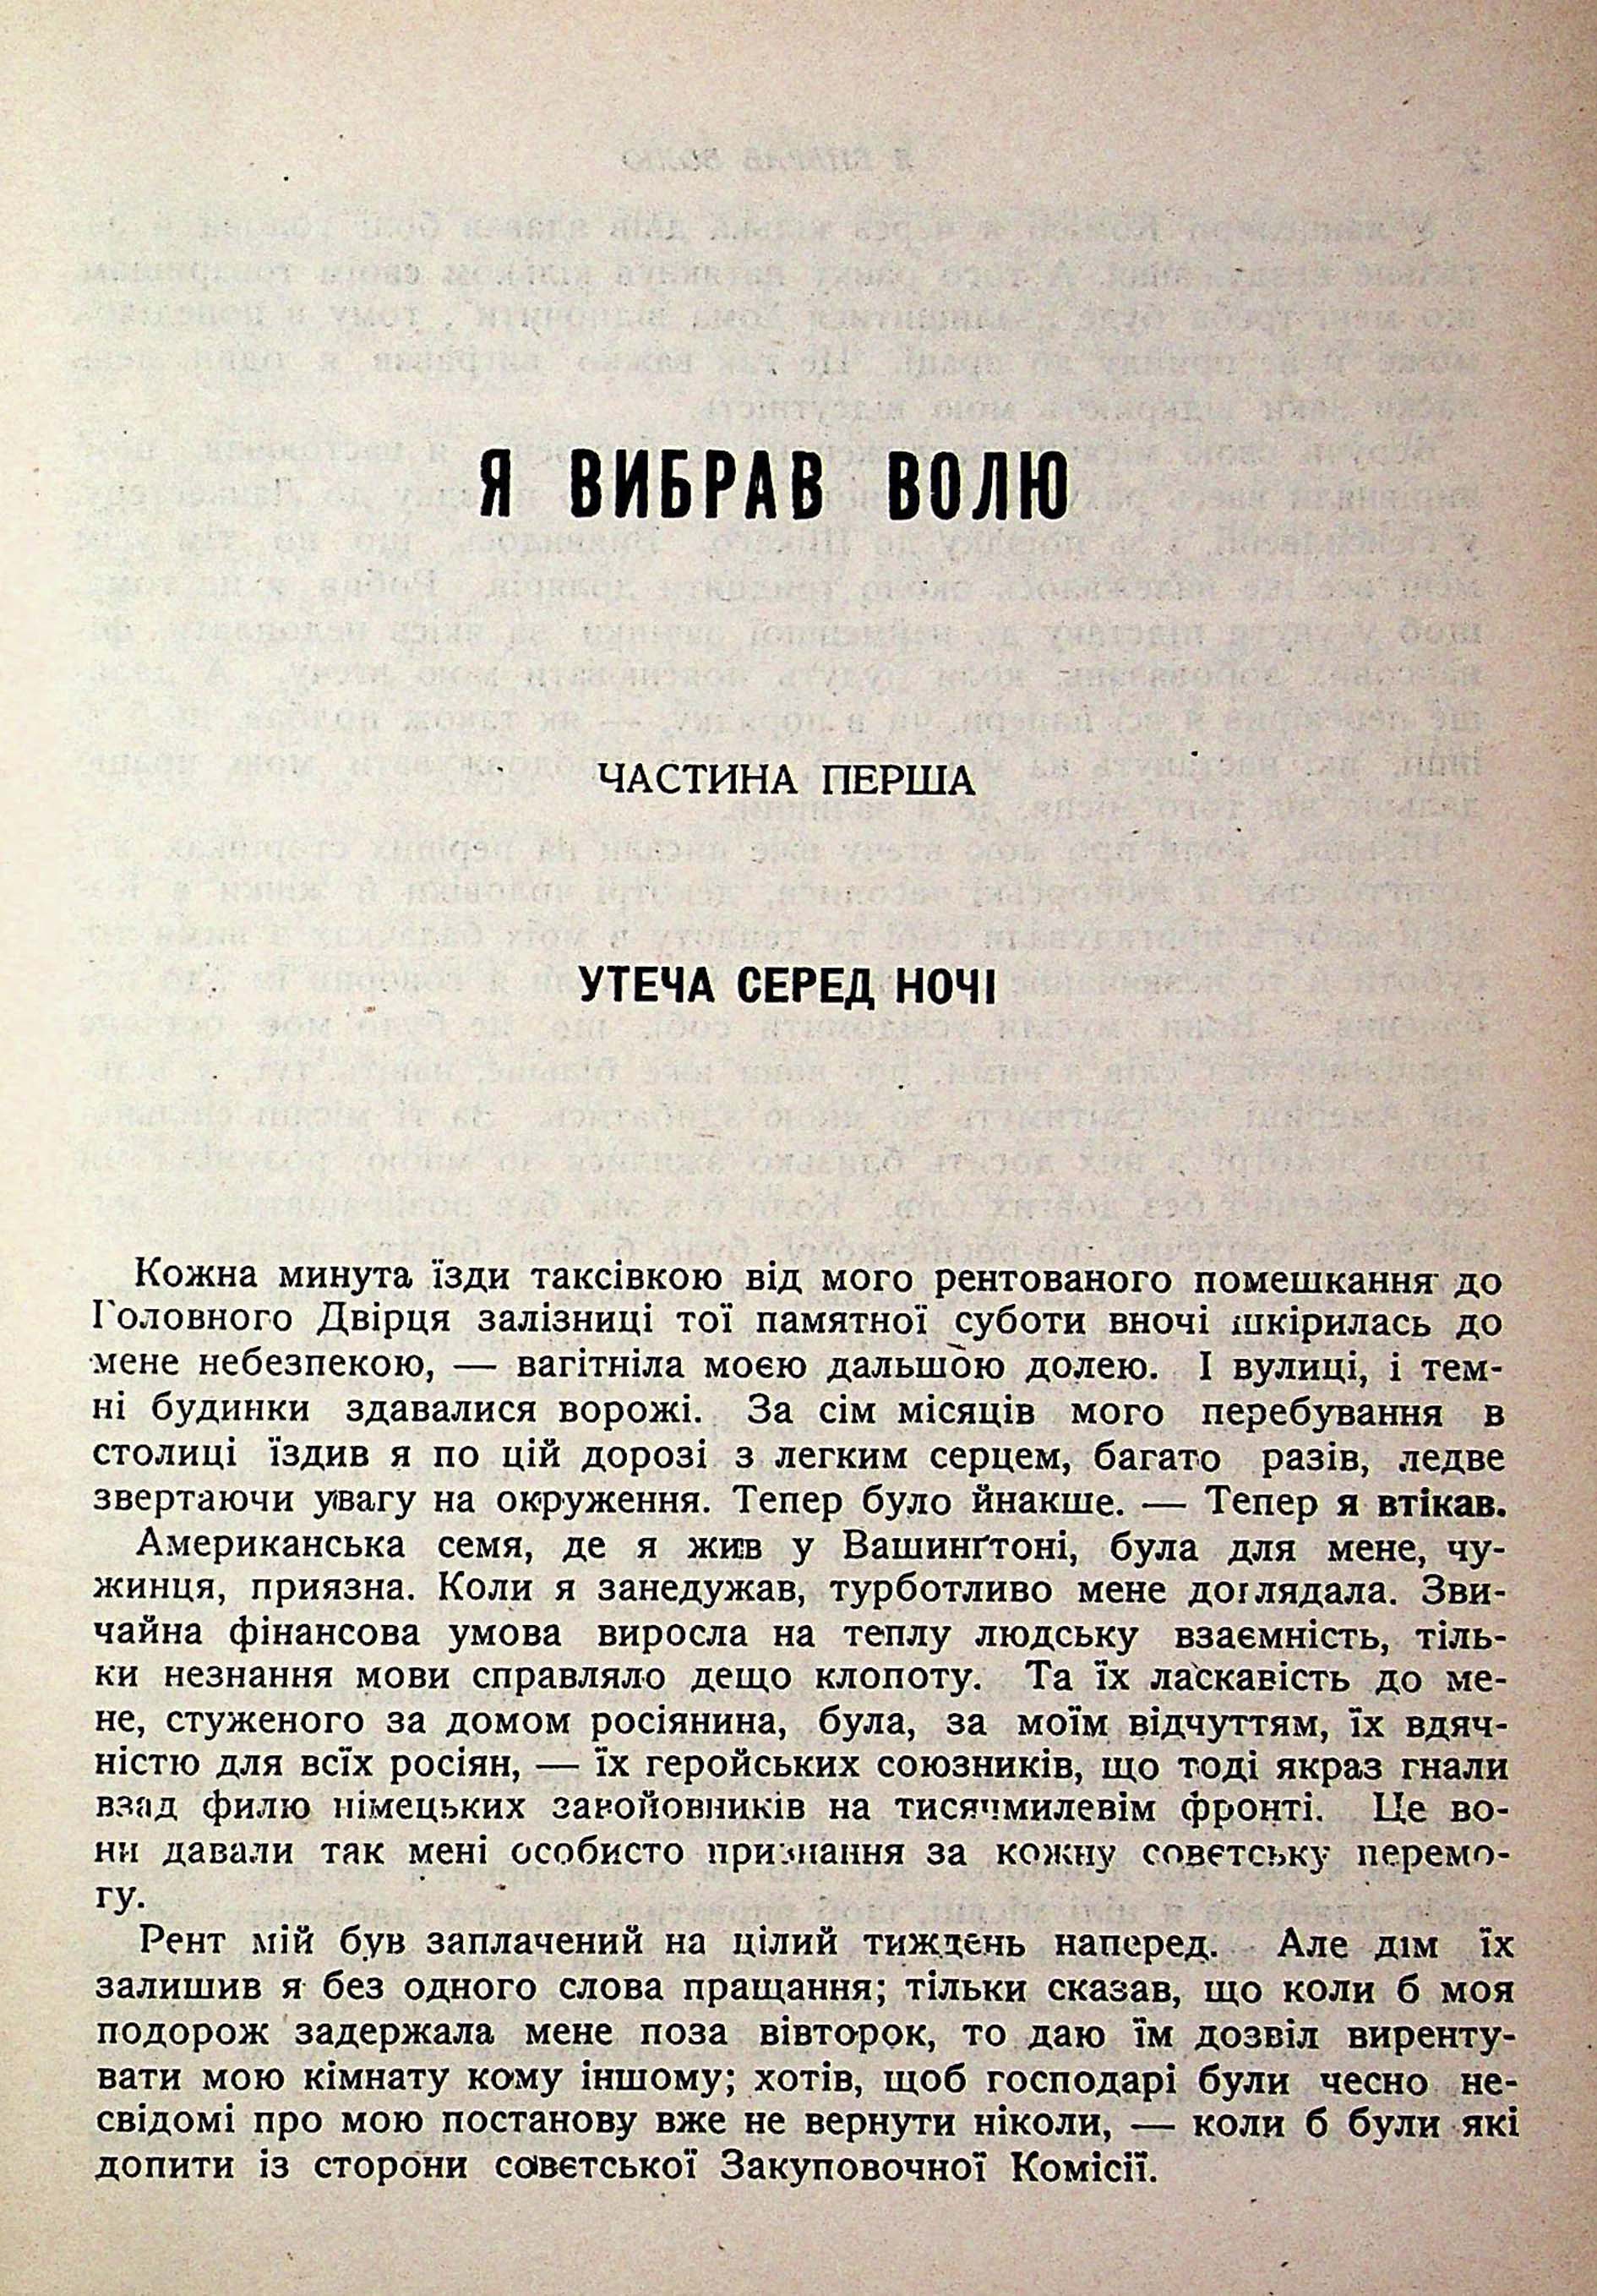 Я ВИБРАВ ВОЛЮ
ЧАСТИНА ПЕРША
УТЕЧА СЕРЕД НОЧІ
Кожна минута їзди таксівкою від мого рентованого помешкання до
Головного Двірця залізниці тої памятної суботи вночі шкірилась до
мене небезпекою, — вагітніла моєю дальшою долею. І вулиці, і тем-
ні будинки здавалися ворожі. За сім місяців мого перебування в
столиці їздив я по цій дорозі з легким серцем, багато разів, ледве
звертаючи увагу на окруження. Тепер було йнакше. — Тепер я втікав.
Американська семя, де я жив у Вашинґтоні, була для мене, чу-
жинця, приязна. Коли я занедужав, турботливо мене доглядала. Зви-
чайна фінансова умова виросла на теплу людську взаємність, тіль-
ки незнання мови справляло дещо клопоту. Та їх ласкавість до ме-
не, стуженого за домом росіянина, була, за моїм відчуттям, їх вдяч-
ністю для всіх росіян, — їх геройських союзників, що тоді якраз гнали
взад филю німецьких завойовників на тисячмилевім фронті. Це во-
ни давали так мені особисто признання за кожну совєтську перемо-
гу.
Рент мій був заплачений на цілий тиждень наперед. Але дім їх
залишив я без одного слова пращання; тільки сказав, що коли б моя
подорож задержала мене поза вівторок, то даю їм дозвіл виренту-
вати мою кімнату кому іншому; хотів, щоб господарі були чесно не-
свідомі про мою постанову вже не вернути ніколи, — коли б були які
допити із сторони совєтської Закуповочної Комісії.